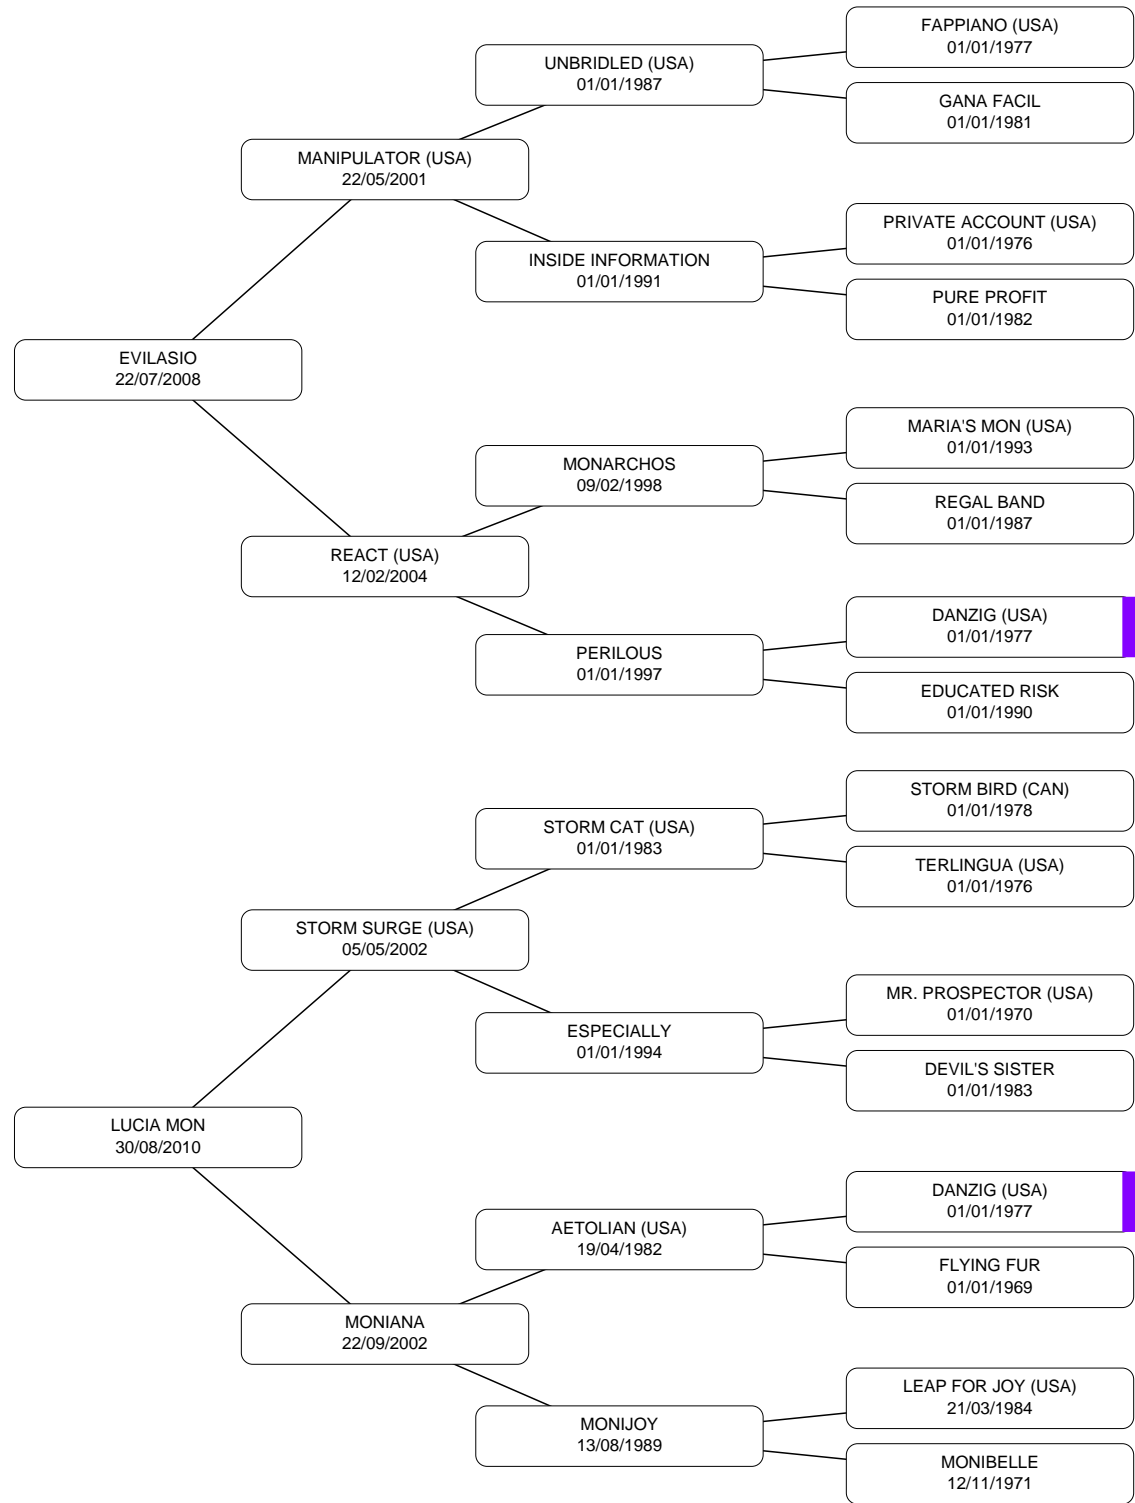 FAPPIANO (USA)
01/01/1977
UNBRIDLED (USA)
01/01/1987
GANA FACIL
01/01/1981
MANIPULATOR (USA)
22/05/2001
PRIVATE ACCOUNT (USA)
01/01/1976
INSIDE INFORMATION
01/01/1991
PURE PROFIT
01/01/1982
EVILASIO
22/07/2008
MARIA'S MON (USA)
01/01/1993
MONARCHOS
09/02/1998
REGAL BAND
01/01/1987
REACT (USA)
12/02/2004
DANZIG (USA)
01/01/1977
PERILOUS
01/01/1997
EDUCATED RISK
01/01/1990
STORM BIRD (CAN)
01/01/1978
STORM CAT (USA)
01/01/1983
TERLINGUA (USA)
01/01/1976
STORM SURGE (USA)
05/05/2002
MR. PROSPECTOR (USA)
01/01/1970
ESPECIALLY
01/01/1994
DEVIL'S SISTER
01/01/1983
LUCIA MON
30/08/2010
DANZIG (USA)
01/01/1977
AETOLIAN (USA)
19/04/1982
FLYING FUR
01/01/1969
MONIANA
22/09/2002
LEAP FOR JOY (USA)
21/03/1984
MONIJOY
13/08/1989
MONIBELLE
12/11/1971